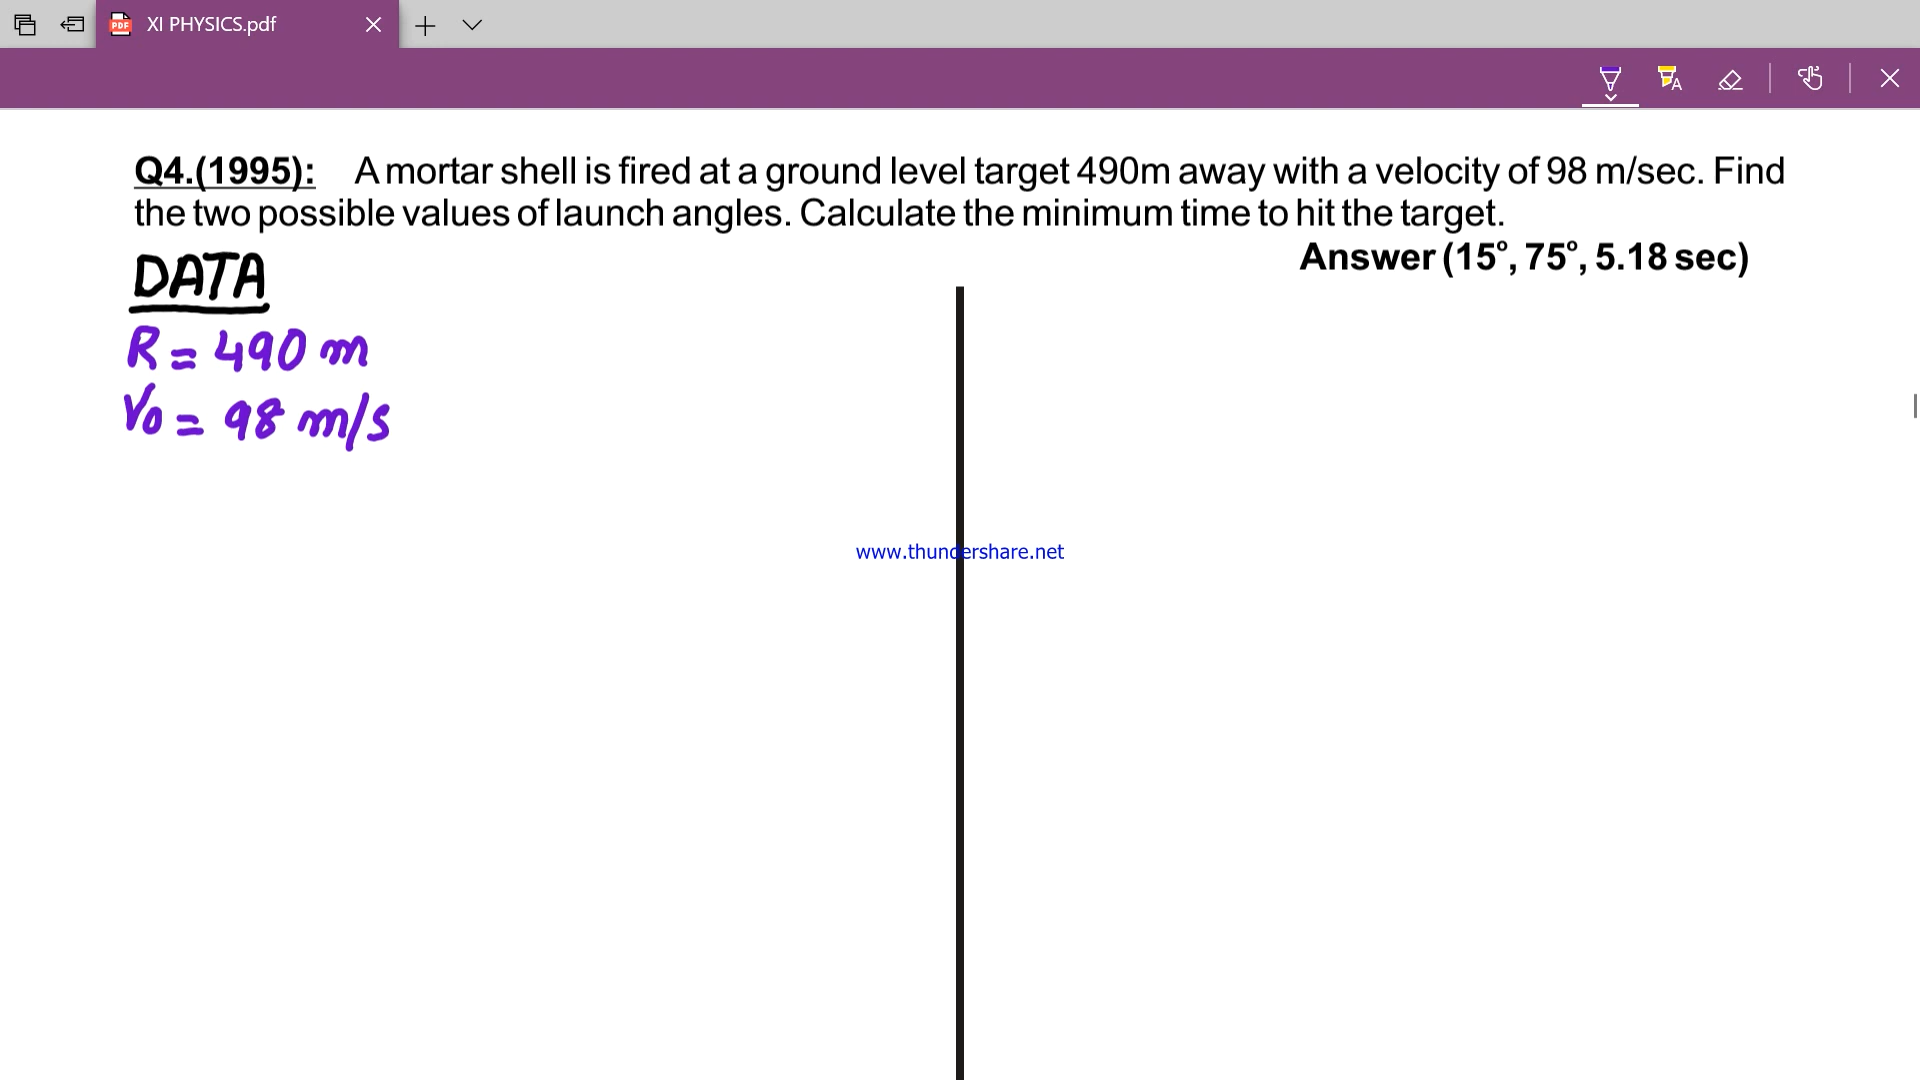 XI PHYSICS.pdf
Q4.(1995): A mortar shell is fired at a ground level target 490m away with a velocity of 98 m/sec. Find
the two possible values of launch angles. Calculate the minimum time to hit the target.
Answer (15°, 75°, 5.18 sec)
DATA
R = 490 m
Vo = 98 m/s
www.thundershare.net